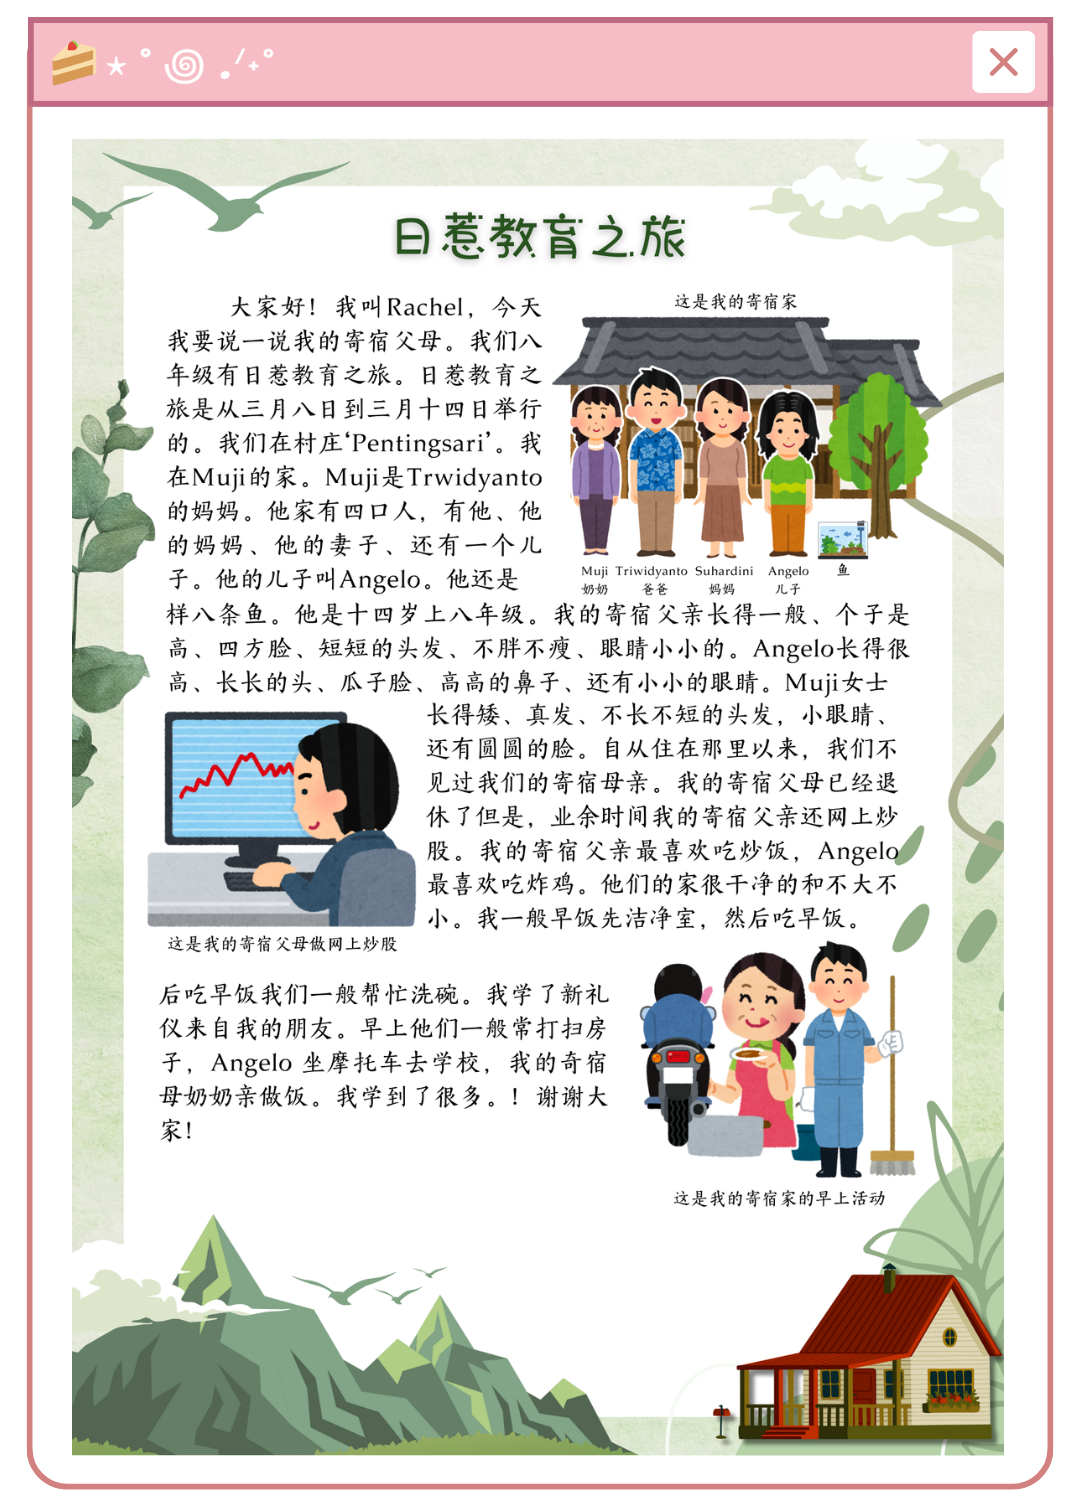 日惹教育之旅
大家好！我叫Rachel，今天
我要说一说我的寄宿父母。我们八
年级有日惹教育之旅。日惹教育之
旅是从三月八日到三月十四日举行
的。我们在村庄‘Pentingsari’。我
在Muji的家。Muji是Trwidyanto
的妈妈。他家有四口人，有他、他
的妈妈、他的妻子、还有一个儿
子。他的儿子叫Angelo。他还是
样八条鱼。他是十四岁上八年级。我的寄宿父亲长得一般、个子是
高、四方脸、短短的头发、不胖不瘦、眼睛小小的。Angelo长得很
高、长长的头、瓜子脸、高高的鼻子、还有小小的眼睛。Muji女士
长得矮、真发、不长不短的头发，小眼睛、
还有圆圆的脸。自从住在那里以来，我们不
见过我们的寄宿母亲。我的寄宿父母已经退
休了但是，业余时间我的寄宿父亲还网上炒
股。我的寄宿父亲最喜欢吃炒饭，Angelo
最喜欢吃炸鸡。他们的家很干净的和不大不
小。我一般早饭先洁净室，然后吃早饭。
后吃早饭我们一般帮忙洗碗。我学了新礼
仪来自我的朋友。早上他们一般常打扫房
子，Angelo 坐摩托车去学校，我的奇宿
母奶奶亲做饭。我学到了很多。！谢谢大
家！
这是我的寄宿家
Muji Triwidyanto Suhardini Angelo 鱼
奶奶 爸爸 妈妈 儿子
这是我的寄宿父母做网上炒股
这是我的寄宿家的早上活动